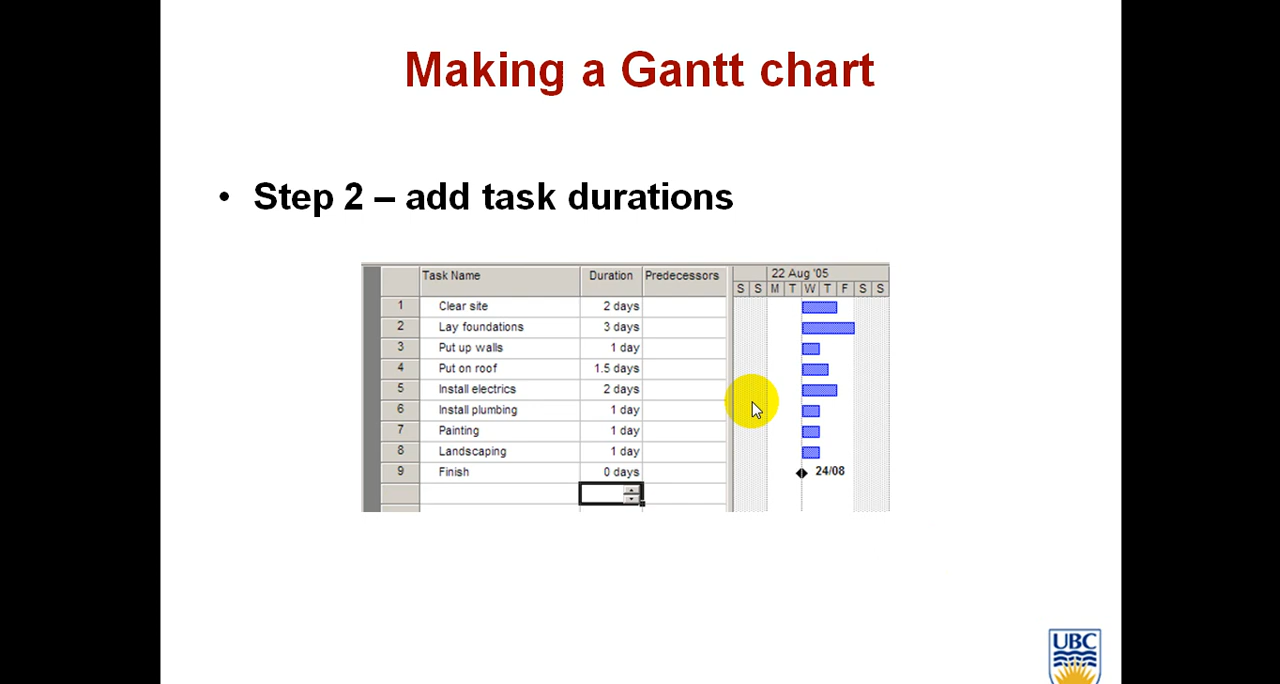 Making a Gantt chart
• Step 2 – add task durations
Task Name Duration Predecessors 22 Aug '05
S S M T W T F S S
1 Clear site 2 days
2 Lay foundations 3 days
3 Put up walls 1 day
4 Put on roof 1.5 days
5 Install electrics 2 days
6 Install plumbing 1 day
7 Painting 1 day
8 Landscaping 1 day
9 Finish 0 days 24/08
UBC